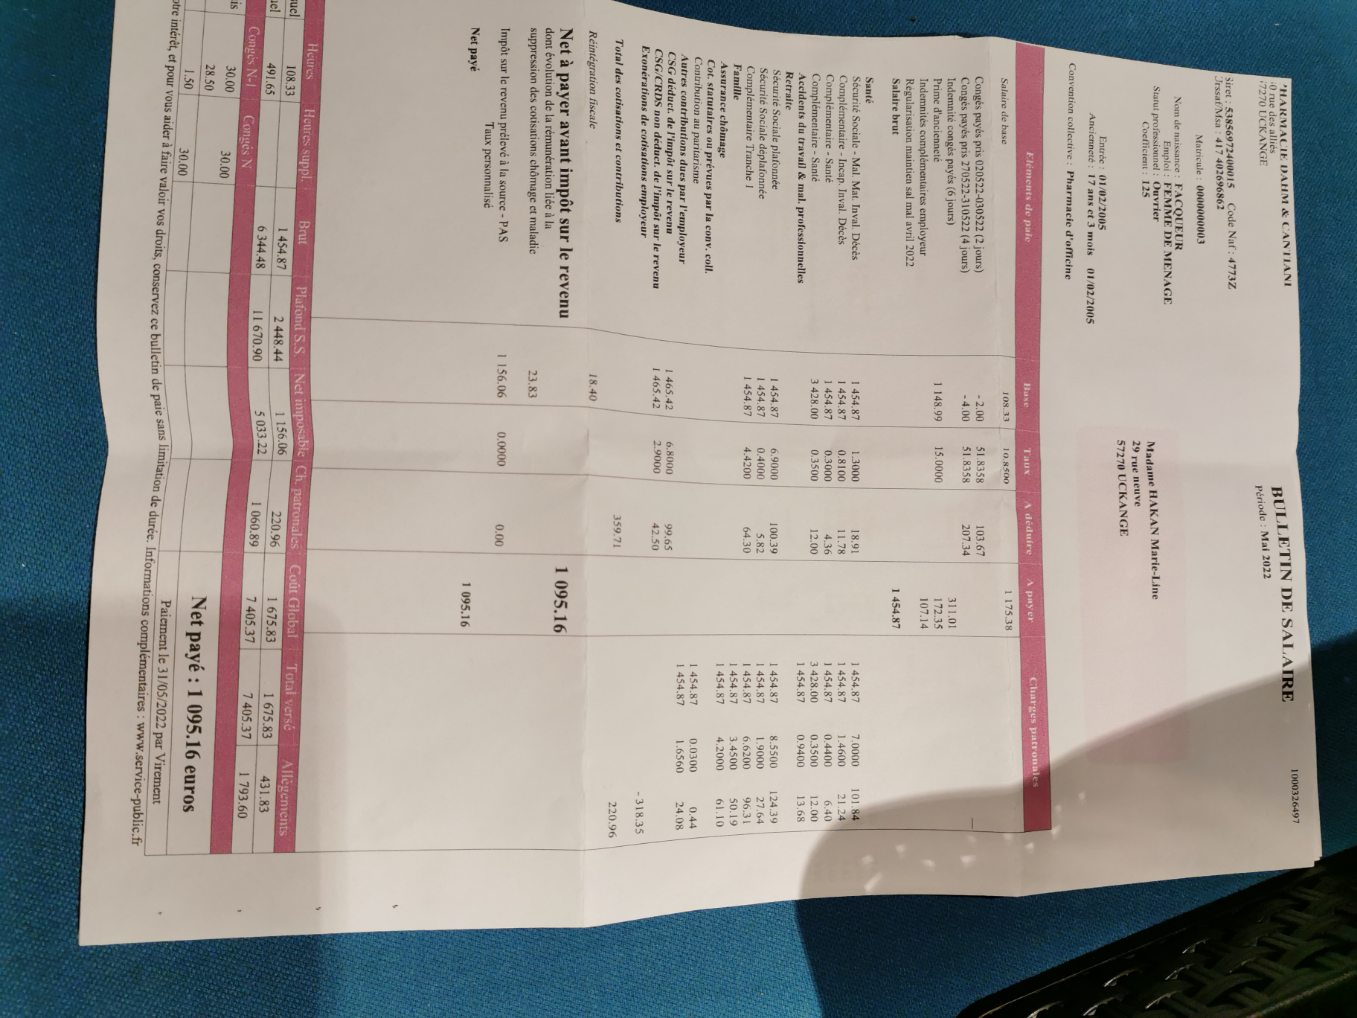 PHARMACIE DAHM & CANTIANI
0 rue des alliés
7270 UCKANGE
BULLETIN DE SALAIRE
Période : Mai 2022
1000326497
Siret : 53856972400015 Code Naf : 4773Z
Urssaf/Msa : 417 402696862
Matricule : 0000000003
Nom de naissance : FACQUEUR
Emploi : FEMME DE MENAGE
Statut professionnel : Ouvrier
Coefficient : 125
Madame HAKAN Marie-Line
29 rue neuve
57270 UCKANGE
Entrée : 01/02/2005
Ancienneté : 17 ans et 3 mois 01/02/2005
Convention collective : Pharmacie d'officine
Eléments de paie Base Taux A déduire A payer Charges patronales
Salaire de base 108.33 10.8500 1 175.38
Congés payés pris 020522-030522 (2 jours) - 2.00 51.8358 103.67
Congés payés pris 270522-310522 (4 jours) - 4.00 51.8358 207.34
Indemnité congés payés (6 jours) 311.01
Prime d'ancienneté 1 148.99 15.0000 172.35
Indemnités complémentaires employeur 107.14
Régularisation maintien sal mal avril 2022
Salaire brut 1 454.87
Santé
Sécurité Sociale - Mal. Mat. Inval. Décès 1 454.87 1.3000 18.91 1 454.87 7.0000 101.84
Complémentaire - Incap. Inval. Décès 1 454.87 0.8100 11.78 1 454.87 1.4600 21.24
Complémentaire - Santé 1 454.87 0.3000 4.36 1 454.87 0.4400 6.40
Complémentaire - Santé 3 428.00 0.3500 12.00 3 428.00 0.3500 12.00
Accidents du travail & mal. professionnelles 1 454.87 0.9400 13.68
Retraite
Sécurité Sociale plafonnée 1 454.87 6.9000 100.39 1 454.87 8.5500 124.39
Sécurité Sociale déplafonnée 1 454.87 0.4000 5.82 1 454.87 1.9000 27.64
Complémentaire Tranche 1 1 454.87 4.4200 64.30 1 454.87 6.6200 96.31
Famille 1 454.87 3.4500 50.19
Assurance chômage 1 454.87 4.2000 61.10
Cot. statutaires ou prévues par la conv. coll.
Contribution au paritarisme 1 454.87 0.0300 0.44
Autres contributions dues par l'employeur 1 454.87 1.6560 24.08
CSG déduct. de l'impôt sur le revenu 1 465.42 6.8000 99.65
CSG/CRDS non déduct. de l'impôt sur le revenu 1 465.42 2.9000 42.50
Exonérations de cotisations employeur - 318.35
Total des cotisations et contributions 359.71 220.96
Réintégration fiscale 18.40
Net à payer avant impôt sur le revenu 1 095.16
dont évolution de la rémunération liée à la
suppression des cotisations chômage et maladie 23.83
Impôt sur le revenu prélevé à la source - PAS 1 156.06 0.0000 0.00
Taux personnalisé
Net payé 1 095.16
Heures Heures suppl. Brut Plafond S.S. Net imposable Ch. patronales Coût Global Total versé Allègements
suel 108.33 1 454.87 2 448.44 1 156.06 220.96 1 675.83 1 675.83 431.83
uel 491.65 6 344.48 11 670.90 5 033.22 1 060.89 7 405.37 7 405.37 1 793.60
Congés N-1 Congés N
is 30.00 30.00
28.50
1.50 30.00
Net payé : 1 095.16 euros
Paiement le 31/05/2022 par Virement
otre intérêt, et pour vous aider à faire valoir vos droits, conservez ce bulletin de paie sans limitation de durée. Informations complémentaires : www.service-public.fr